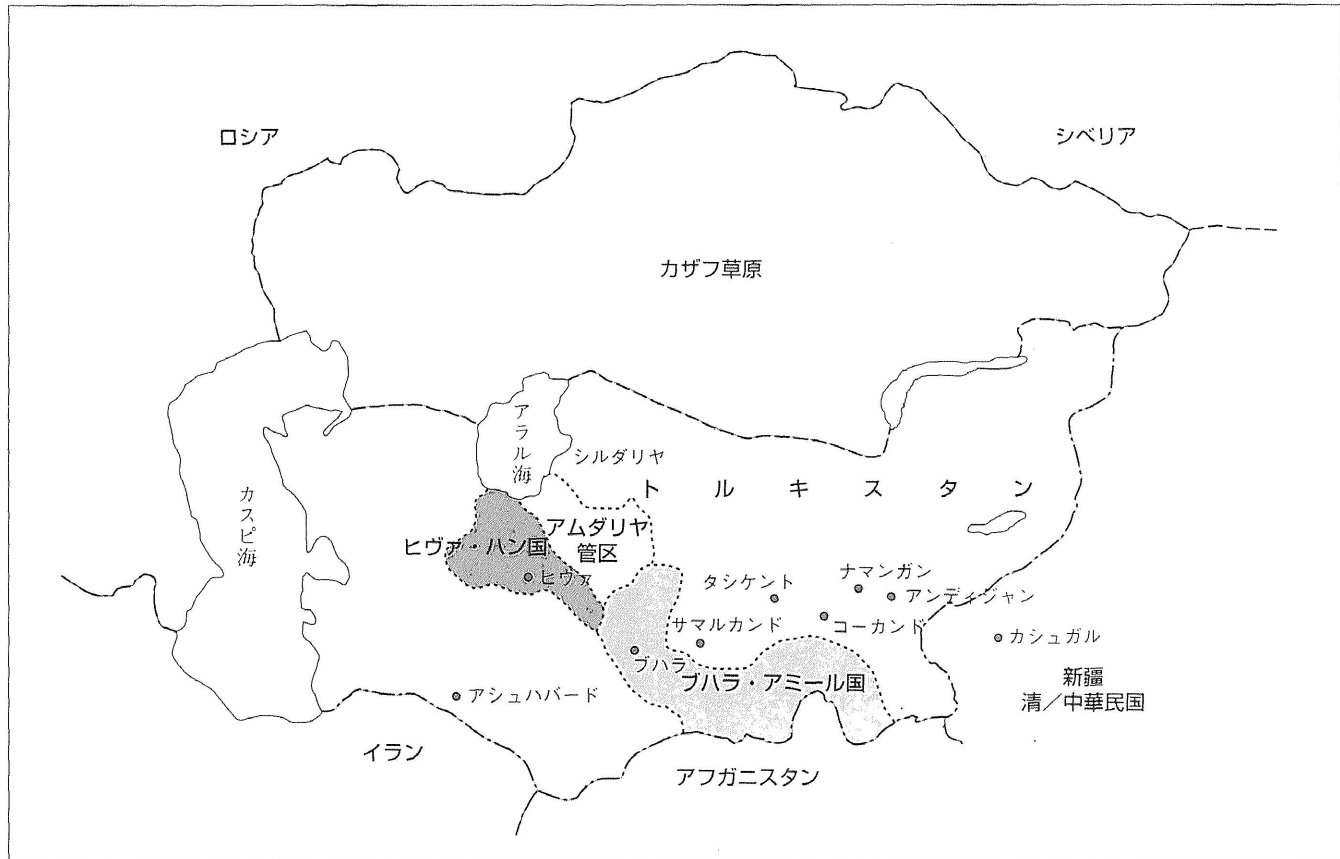 ロシア
シベリア
カザフ草原
アラル海
シルダリヤ
トルキスタン
カスピ海
アムダリヤ
管区
ヒヴァ・ハン国
ヒヴァ
タシケント
ナマンガン
アンディジャン
サマルカンド
コーカンド
カシュガル
ブハラ
ブハラ・アミール国
新疆
清／中華民国
アシュハバード
イラン
アフガニスタン